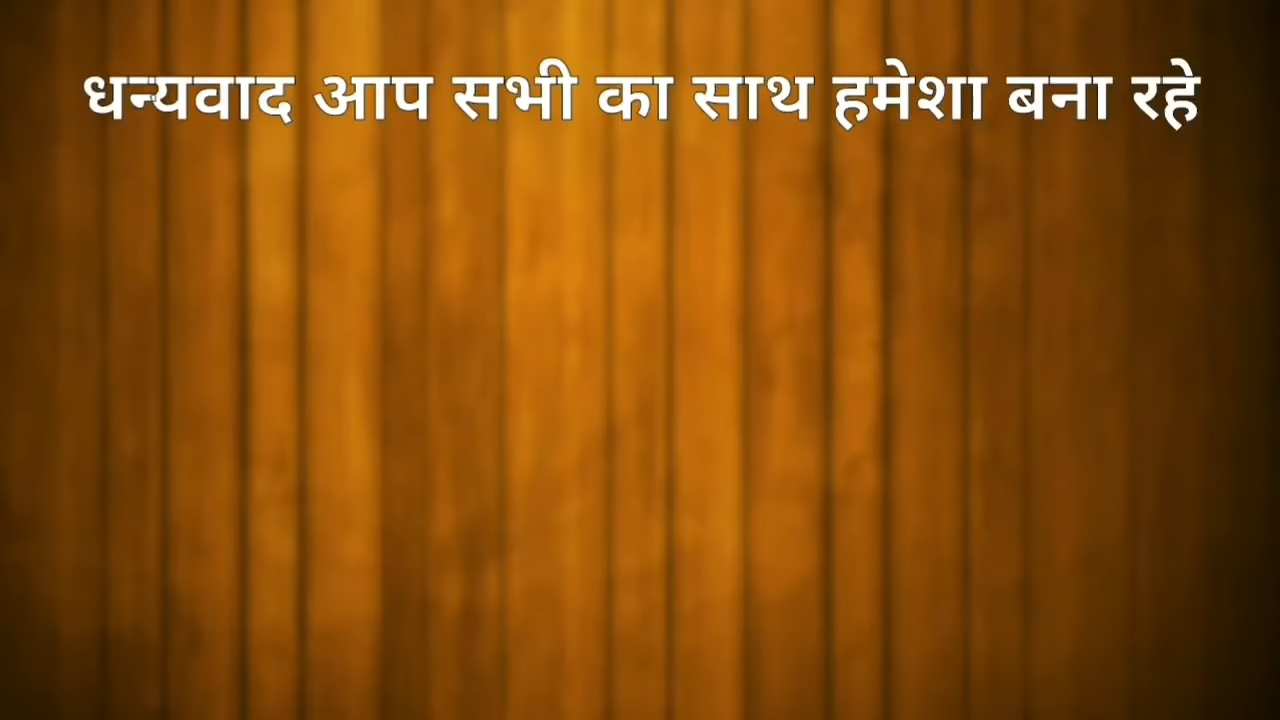 धन्यवाद आप सभी का साथ हमेशा बना रहे